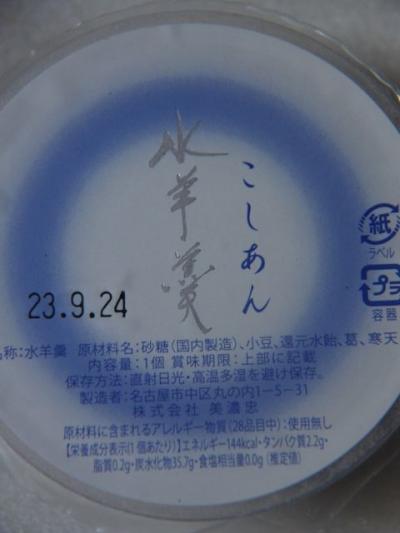 水羊羹
こしあん
紙
ラベル
プラ
容器
23.9.24
名称:水羊羹 原材料名:砂糖(国内製造)、小豆、還元水飴、葛、寒天
内容量:1個 賞味期限:上部に記載
保存方法:直射日光・高温多湿を避け保存。
製造者:名古屋市中区丸の内1-5-31
株式会社 美濃忠
原材料に含まれるアレルギー物質(28品目中):使用無し
【栄養成分表示(1個あたり)】エネルギー144kcal・タンパク質2.2g・
脂質0.2g・炭水化物35.7g・食塩相当量0.0g (推定値)